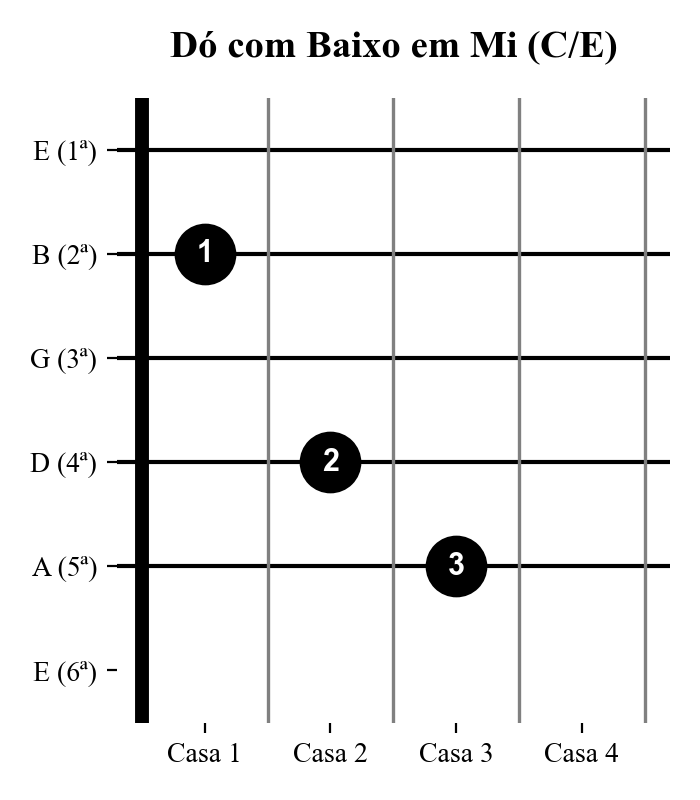 Dó com Baixo em Mi (C/E)
E (1ª)
B (2ª)
1
G (3ª)
D (4ª)
2
A (5ª)
3
E (6ª)
Casa 1 Casa 2 Casa 3 Casa 4